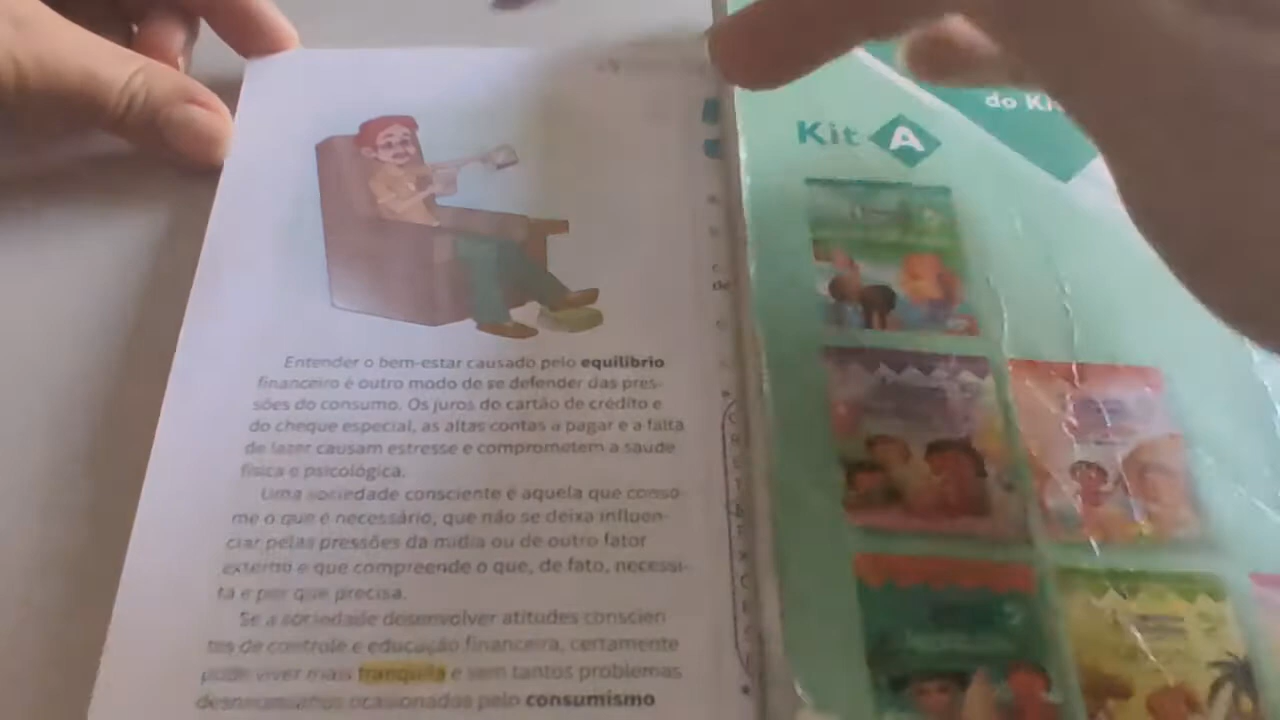 Entender o bem-estar causado pelo equilíbrio
financeiro é outro modo de se defender das pres-
sões do consumo. Os juros do cartão de crédito e
do cheque especial, as altas contas a pagar e a falta
de lazer causam estresse e comprometem a saúde
física e psicológica.
Uma sociedade consciente é aquela que conso-
me o que é necessário, que não se deixa influen-
ciar pelas pressões da mídia ou de outro fator
externo e que compreende o que, de fato, necessi-
ta e por que precisa.
Se a sociedade desenvolver atitudes conscien
tes de controle e educação financeira, certamente
pode viver mais tranquila e sem tantos problemas
desnecessários ocasionados pelo consumismo
do Ki
Kit A